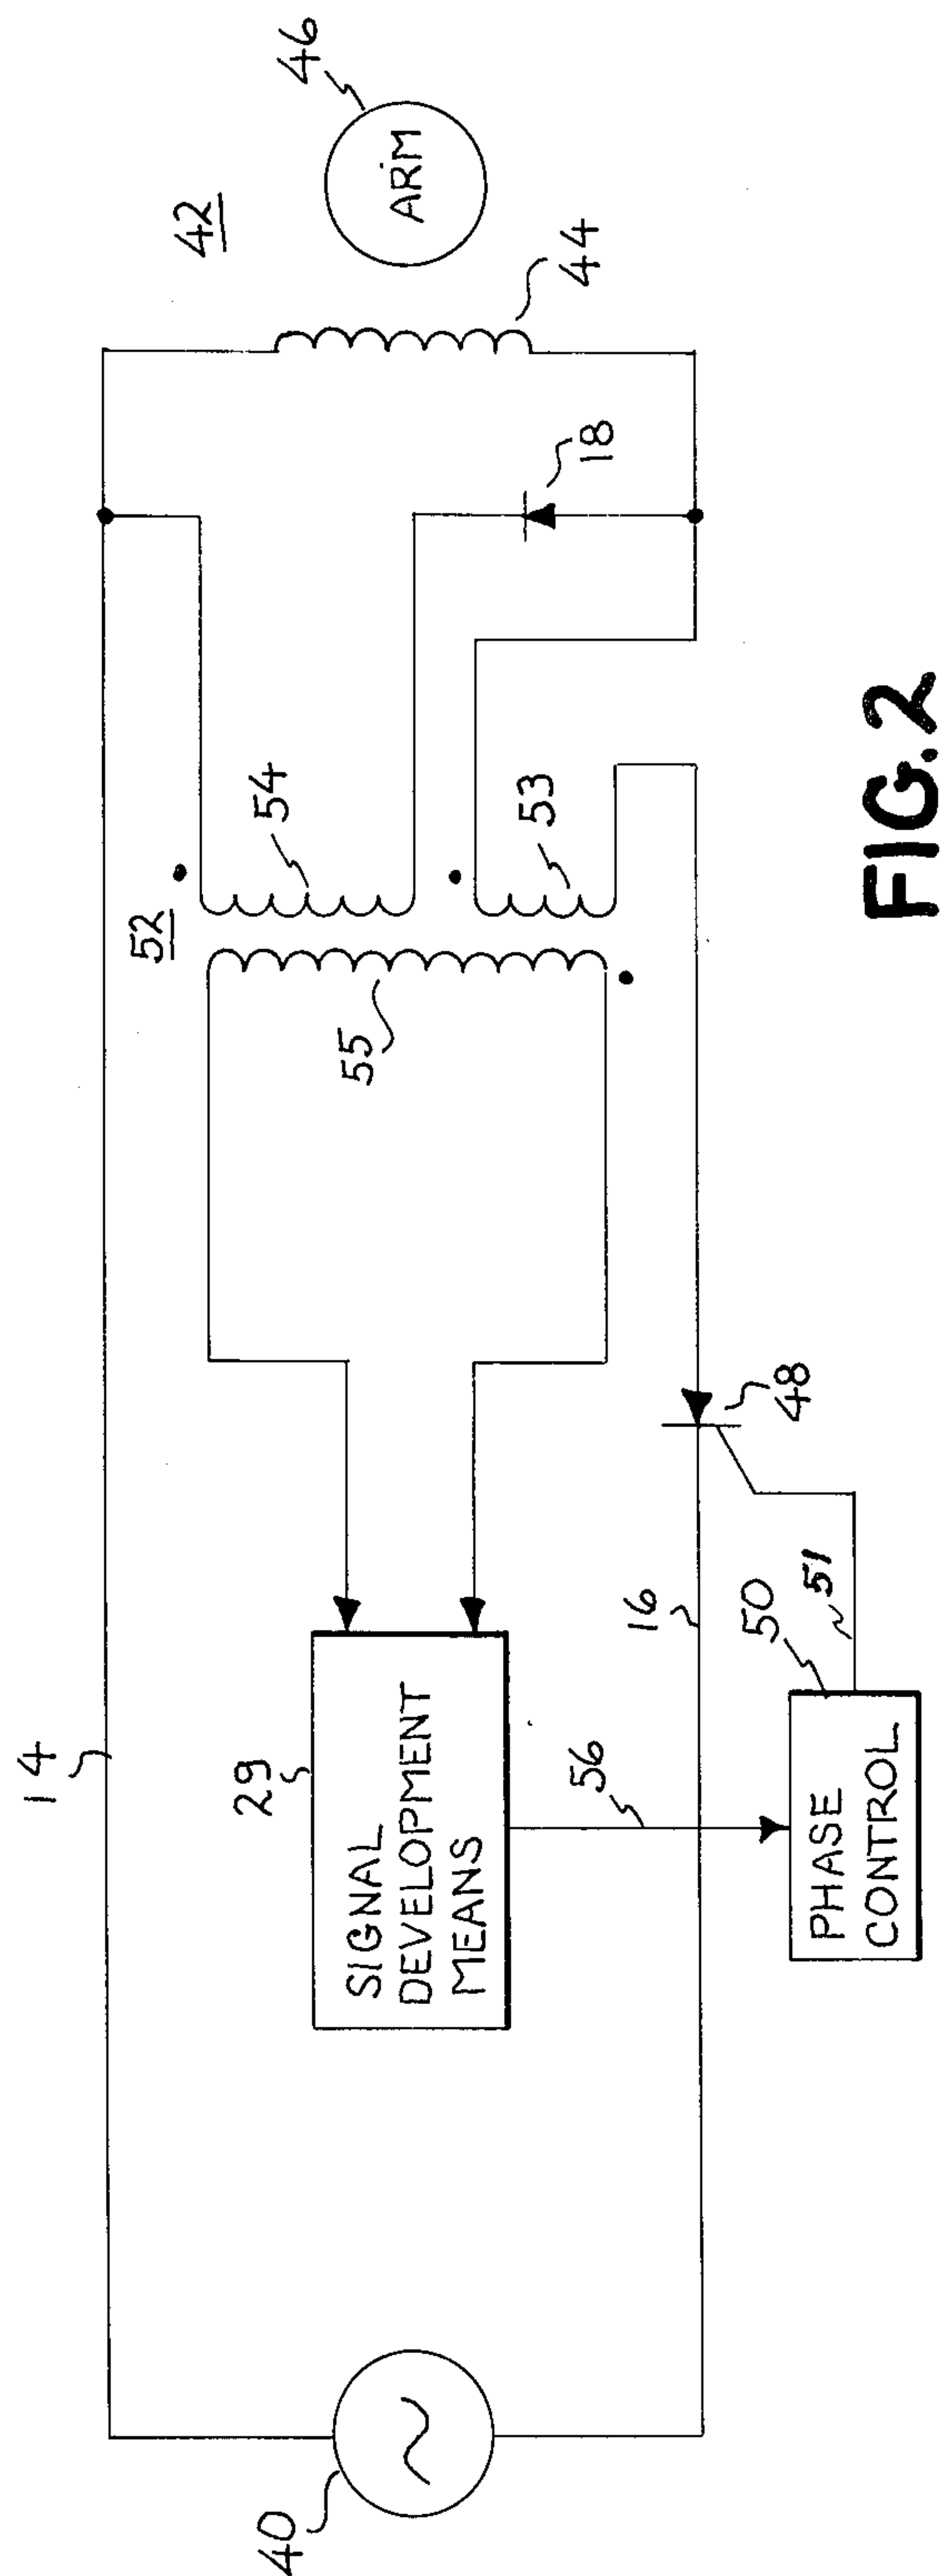 14
52
42
46
ARM
44
54
18
53
55
29
SIGNAL
DEVELOPMENT
MEANS
40
56
16
48
50
51
PHASE
CONTROL
FIG. 2